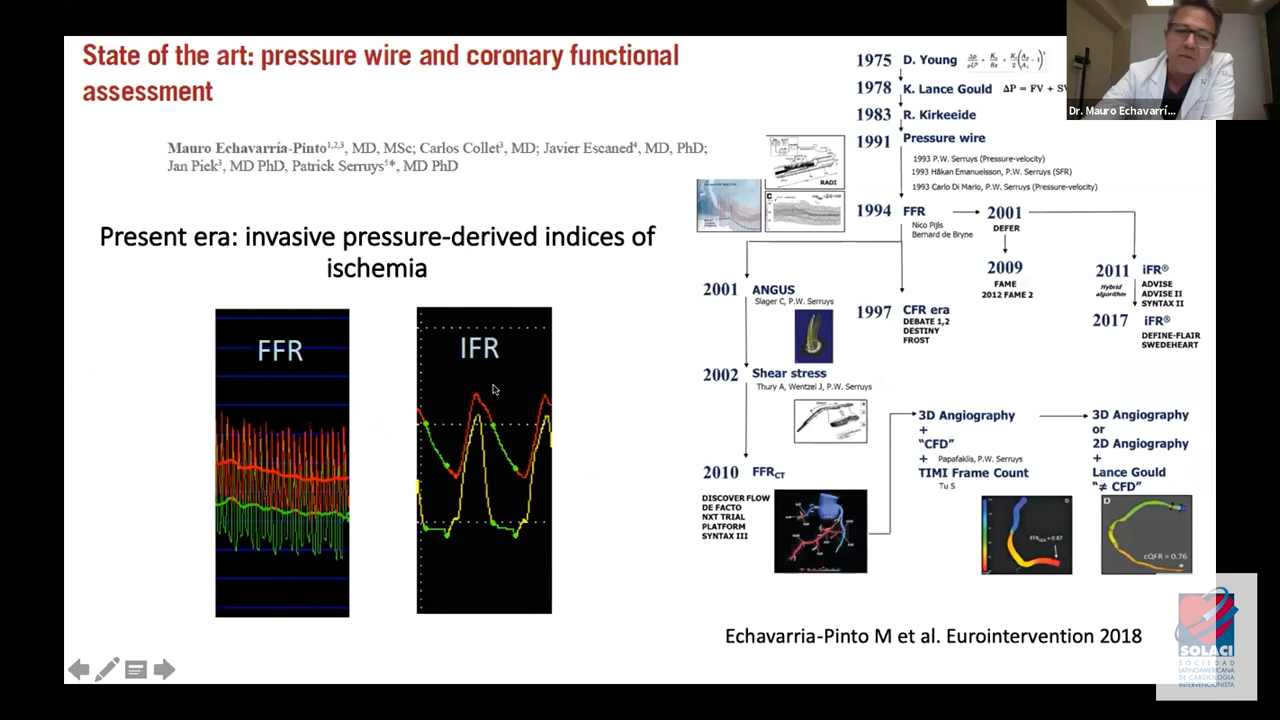 State of the art: pressure wire and coronary functional
assessment
Mauro Echavarría-Pinto1,2,3, MD, MSc; Carlos Collet3, MD; Javier Escaned4, MD, PhD;
Jan Piek3, MD PhD, Patrick Serruys5*, MD PhD
Present era: invasive pressure-derived indices of
ischemia
FFR
IFR
1975 D. Young
1978 K. Lance Gould ΔP = FV + S
1983 R. Kirkeeide
1991 Pressure wire
1993 P.W. Serruys (Pressure-velocity)
1993 Håkan Emanuelsson, P.W. Serruys (SFR)
1993 Carlo Di Mario, P.W. Serruys (Pressure-velocity)
RADI
C
1994 FFR
Nico Pijls
Bernard de Bryne
2001
DEFER
2009
FAME
2012 FAME 2
2011 iFR®
Hybrid
algorithm
ADVISE
ADVISE II
SYNTAX II
2017 iFR®
DEFINE-FLAIR
SWEDEHEART
2001 ANGUS
Slager C, P.W. Serruys
1997 CFR era
DEBATE 1,2
DESTINY
FROST
2002 Shear stress
Thury A, Wentzel J, P.W. Serruys
2010 FFRCT
DISCOVER FLOW
DE FACTO
NXT TRIAL
PLATFORM
SYNTAX III
3D Angiography
+
“CFD”
+ Papafaklis, P.W. Serruys
TIMI Frame Count
Tu S
3D Angiography
or
2D Angiography
+
Lance Gould
“≠ CFD”
D
cQFR = 0.76
Echavarria-Pinto M et al. Eurointervention 2018
Dr. Mauro Echavarrí...
SOLACI
SOCIEDAD
LATINOAMERICANA
DE CARDIOLOGIA
INTERVENCIONISTA